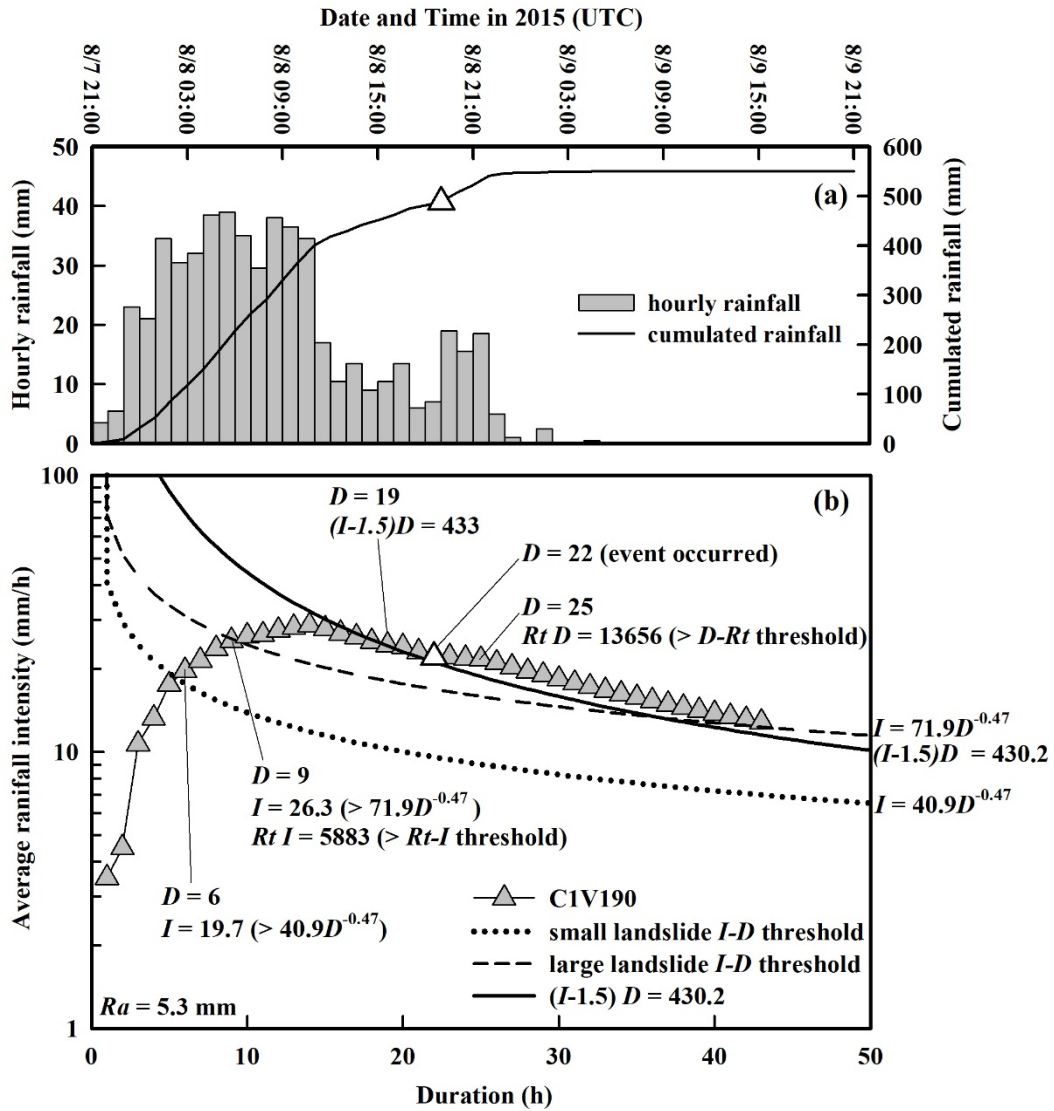 Date and Time in 2015 (UTC)
8/7 21:00
8/8 03:00
8/8 09:00
8/8 15:00
8/8 21:00
8/9 03:00
8/9 09:00
8/9 15:00
8/9 21:00
Hourly rainfall (mm)
50
40
30
20
10
0
(a)
hourly rainfall
cumulated rainfall
600
500
400
300
200
100
0
Cumulated rainfall (mm)
Average ranifall intensity (mm/h)
100
10
1
(b)
D = 19
(I-1.5)D = 433
D = 22 (event occurred)
D = 25
Rt D = 13656 (> D-Rt threshold)
D = 9
I = 26.3 (> 71.9D^-0.47)
Rt I = 5883 (> Rt-I threshold)
D = 6
I = 19.7 (> 40.9D^-0.47)
I = 71.9D^-0.47
(I-1.5)D = 430.2
I = 40.9D^-0.47
C1V190
small landslide I-D threshold
large landslide I-D threshold
(I-1.5) D = 430.2
Ra = 5.3 mm
0
10
20
30
40
50
Duration (h)